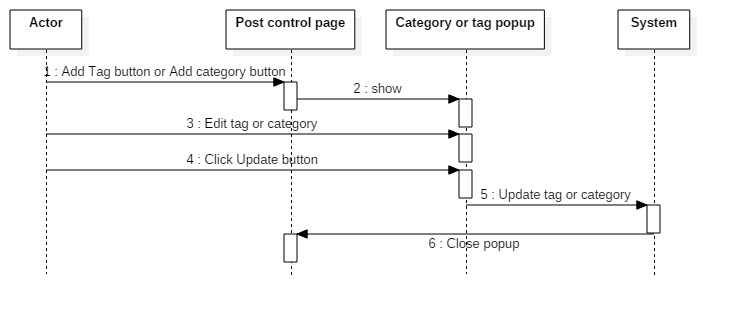 Actor
Post control page
Category or tag popup
System
1 : Add Tag button or Add category button
2 : show
3 : Edit tag or category
4 : Click Update button
5 : Update tag or category
6 : Close popup